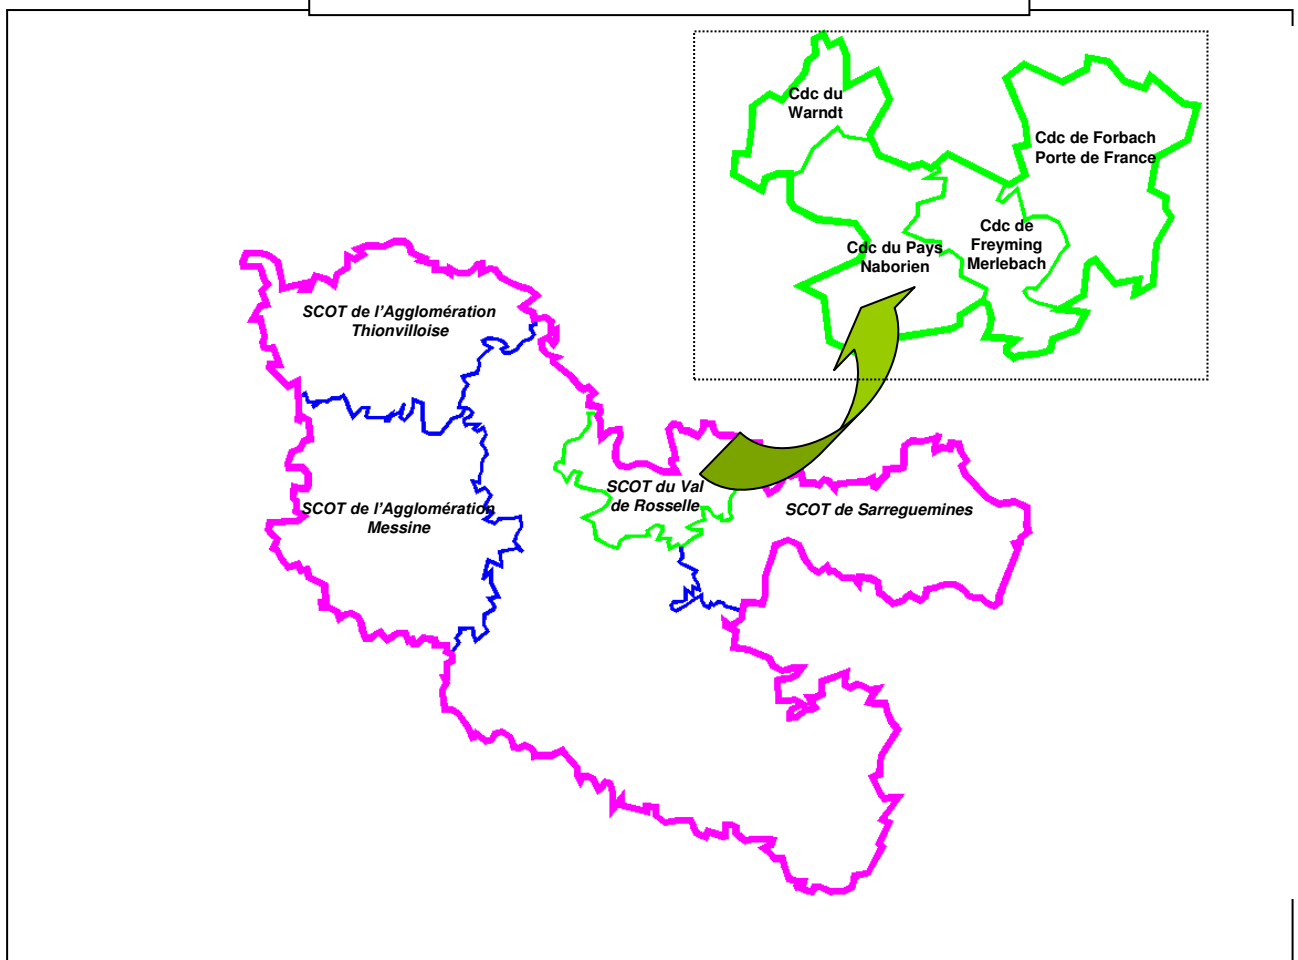 Cdc du
Warndt
Cdc de Forbach
Porte de France
Cdc de
Freyming
Merlebach
Cdc du Pays
Naborien
SCOT de l'Agglomération
Thionvilloise
SCOT du Val
de Rosselle
SCOT de Sarreguemines
SCOT de l'Agglomération
Messine